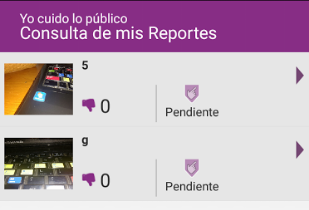 Yo cuido lo público
Consulta de mis Reportes
5
0
Pendiente
g
0
Pendiente